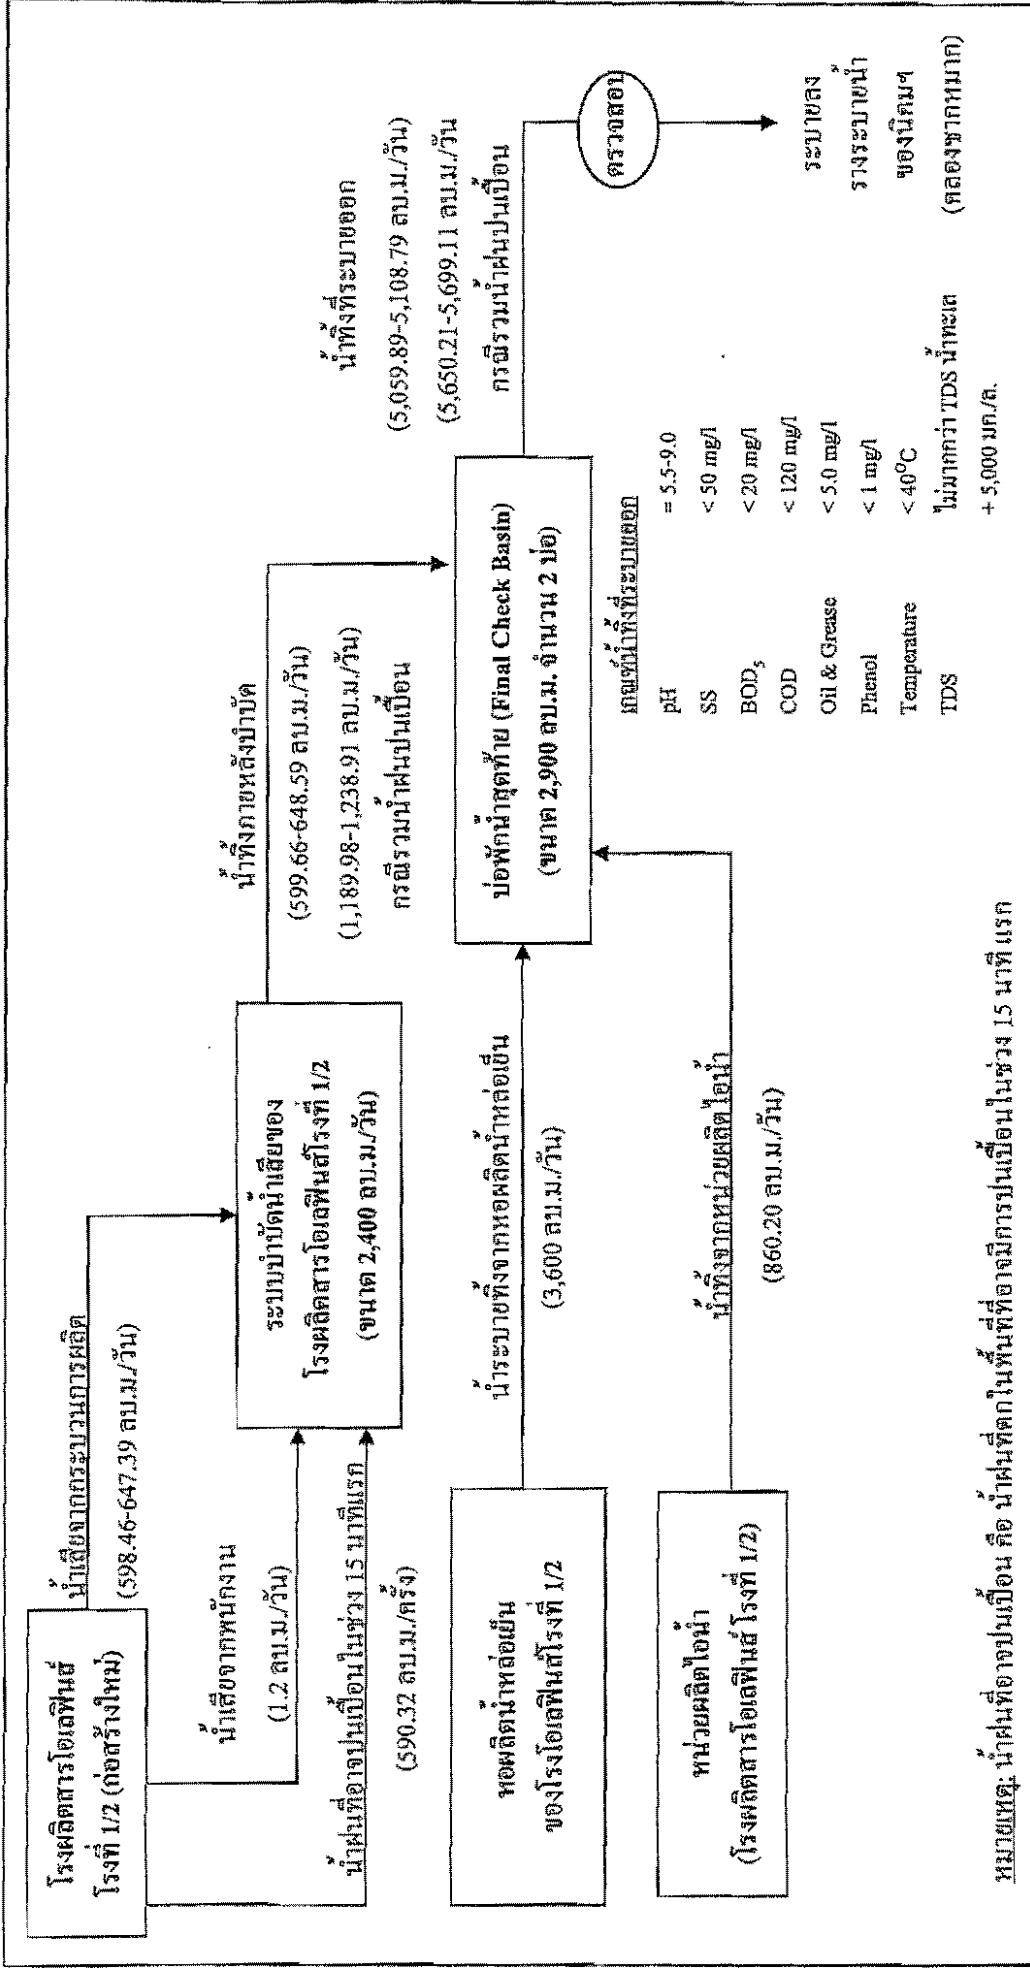 โรงผลิตสารโอเลฟินส์
โรงที่ 1/2 (ก่อสร้างใหม่)
น้ำเสียจากกระบวนการผลิต
(598.46-647.39 ลบ.ม./วัน)
น้ำเสียจากพนักงาน
(1.2 ลบ.ม./วัน)
น้ำฝนที่อาจปนเปื้อนในช่วง 15 นาทีแรก
(590.32 ลบ.ม./ครั้ง)
ระบบบำบัดน้ำเสียของ
โรงผลิตสารโอเลฟินส์โรงที่ 1/2
(ขนาด 2,400 ลบ.ม./วัน)
น้ำทิ้งภายหลังบำบัด
(599.66-648.59 ลบ.ม./วัน)
(1,189.98-1,238.91 ลบ.ม./วัน)
กรณีรวมน้ำฝนปนเปื้อน
หอผลิตน้ำหล่อเย็น
ของโรงโอเลฟินส์โรงที่ 1/2
น้ำระบายทิ้งจากหอผลิตน้ำหล่อเย็น
(3,600 ลบ.ม./วัน)
หน่วยผลิตไอน้ำ
(โรงผลิตสารโอเลฟินส์ โรงที่ 1/2)
น้ำทิ้งจากหน่วยผลิตไอน้ำ
(860.20 ลบ.ม./วัน)
บ่อพักน้ำสุดท้าย (Final Check Basin)
(ขนาด 2,900 ลบ.ม. จำนวน 2 บ่อ)
น้ำทิ้งที่ระบายออก
(5,059.89-5,108.79 ลบ.ม./วัน)
(5,650.21-5,699.11 ลบ.ม./วัน
กรณีรวมน้ำฝนปนเปื้อน
ตรวจสอบ
ระบายลง
รางระบายน้ำ
ของนิคมฯ
(คลองชากหมาก)
เกณฑ์น้ำทิ้งที่ระบายออก
pH = 5.5-9.0
SS < 50 mg/l
BOD₅ < 20 mg/l
COD < 120 mg/l
Oil & Grease < 5.0 mg/l
Phenol < 1 mg/l
Temperature < 40⁰C
TDS ไม่มากกว่า TDS น้ำทะเล
+ 5,000 มก./ล.
หมายเหตุ: น้ำฝนที่อาจปนเปื้อน คือ น้ำฝนที่ตกในพื้นที่ที่อาจมีการปนเปื้อนในช่วง 15 นาที แรก